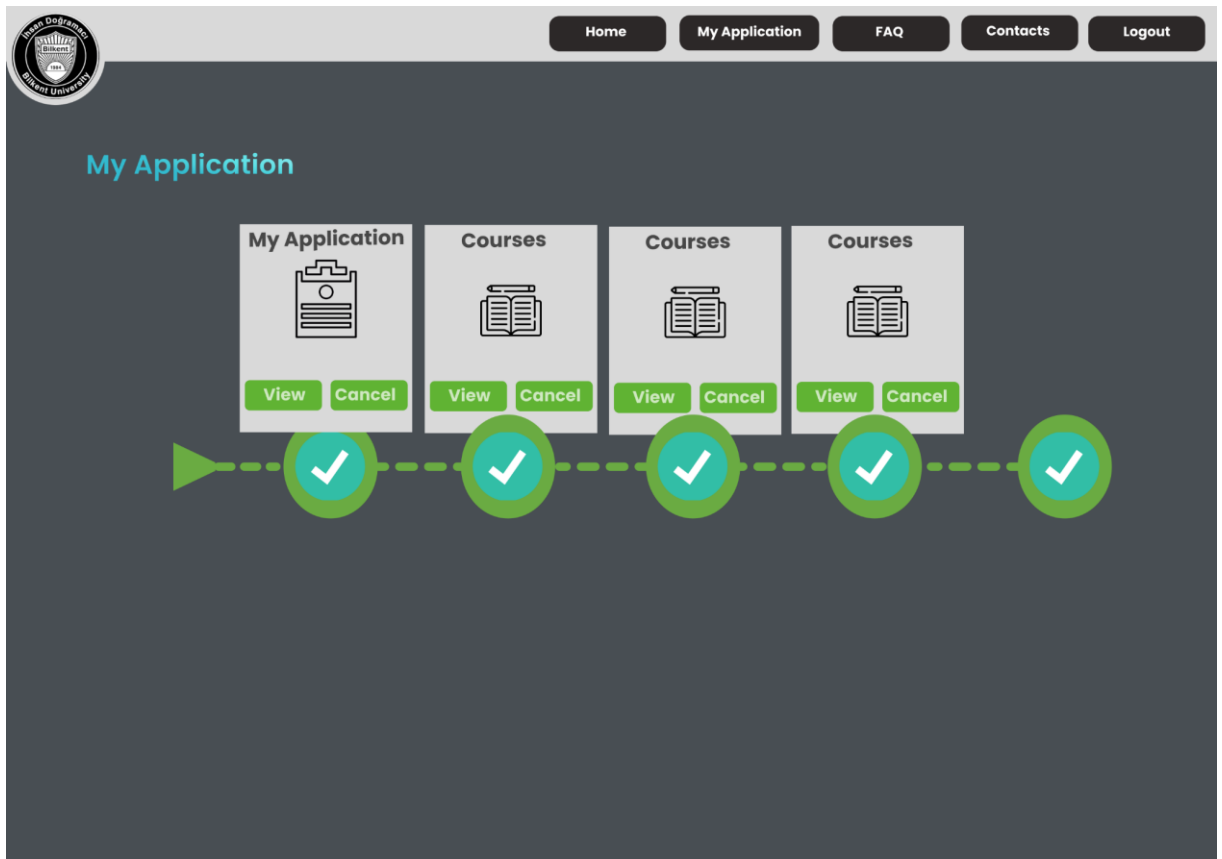 İhsan Doğramacı
Bilkent
1984
Bilkent University
Home
My Application
FAQ
Contacts
Logout
My Application
My Application
Courses
Courses
Courses
View
Cancel
View
Cancel
View
Cancel
View
Cancel